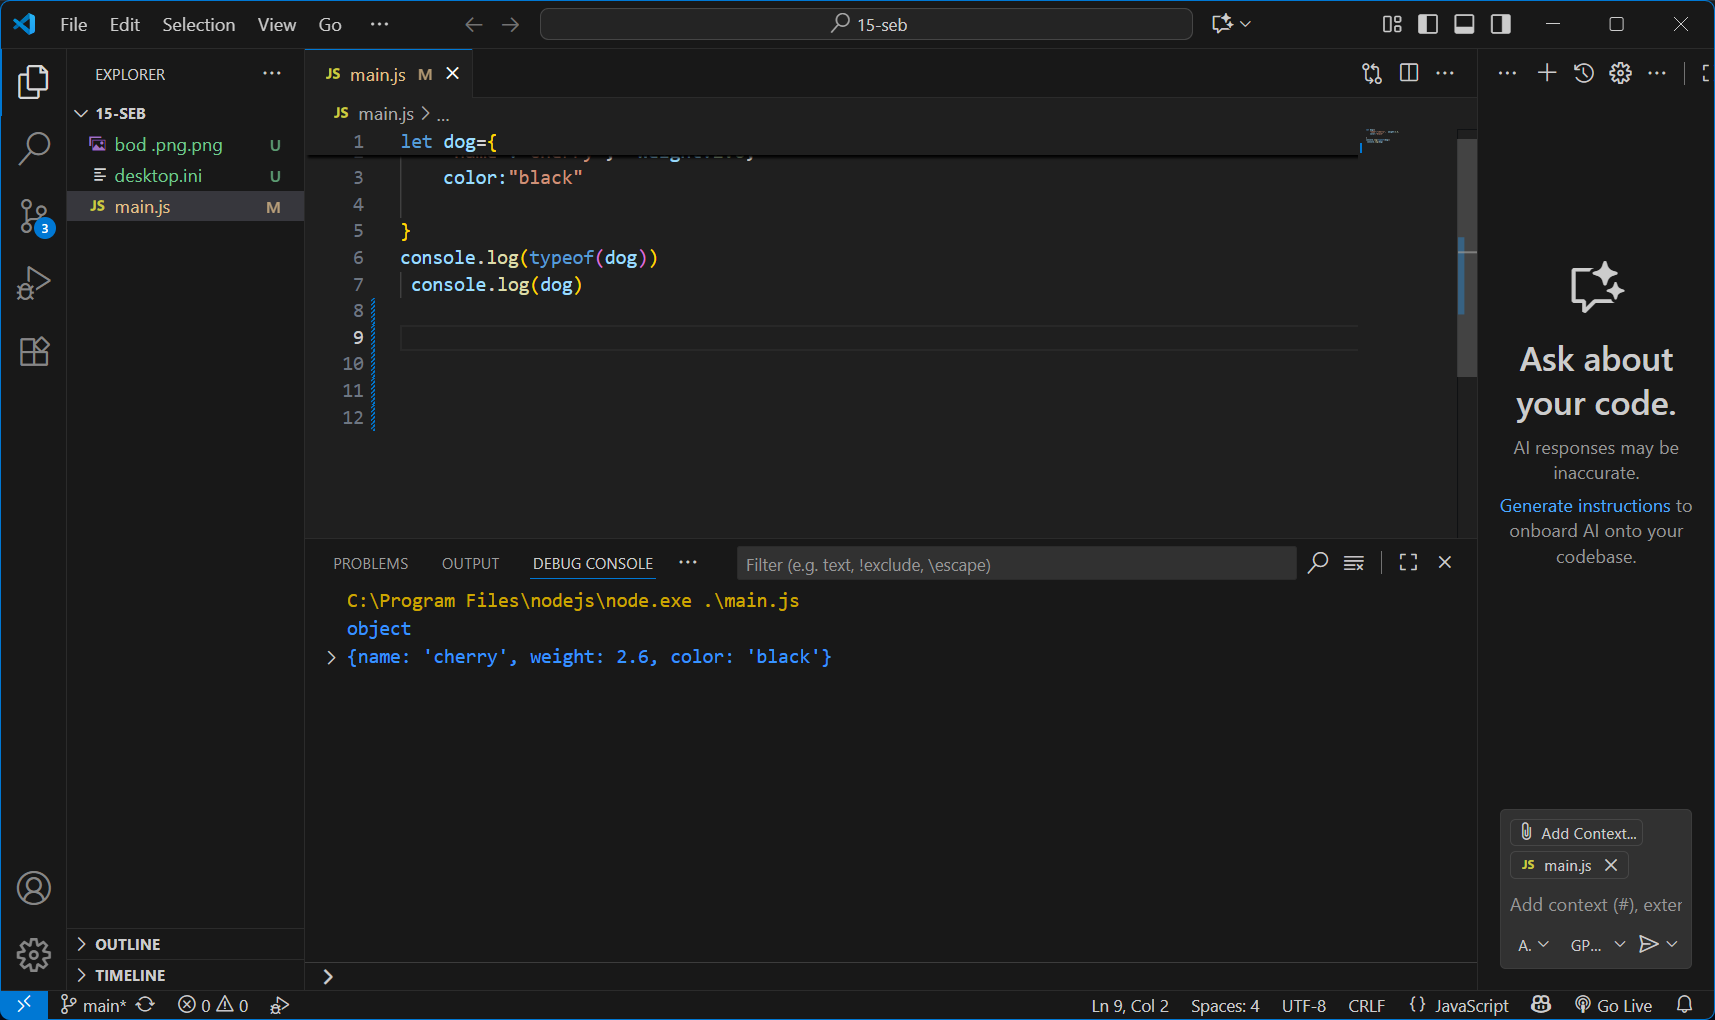 File Edit Selection View Go ··· 15-seb
EXPLORER ···
15-SEB
bod .png.png U
desktop.ini U
JS main.js M
3
JS main.js M
JS main.js > ...
1 let dog={
3 color:"black"
4
5 }
6 console.log(typeof(dog))
7 console.log(dog)
8
9
10
11
12
PROBLEMS OUTPUT DEBUG CONSOLE ··· Filter (e.g. text, !exclude, \escape)
C:\Program Files\nodejs\node.exe .\main.js
object
> {name: 'cherry', weight: 2.6, color: 'black'}
>
Ask about
your code.
AI responses may be
inaccurate.
Generate instructions to
onboard AI onto your
codebase.
Add Context...
JS main.js
Add context (#), exter
A. GP...
OUTLINE
TIMELINE
main* 0 0 Ln 9, Col 2 Spaces: 4 UTF-8 CRLF {} JavaScript Go Live